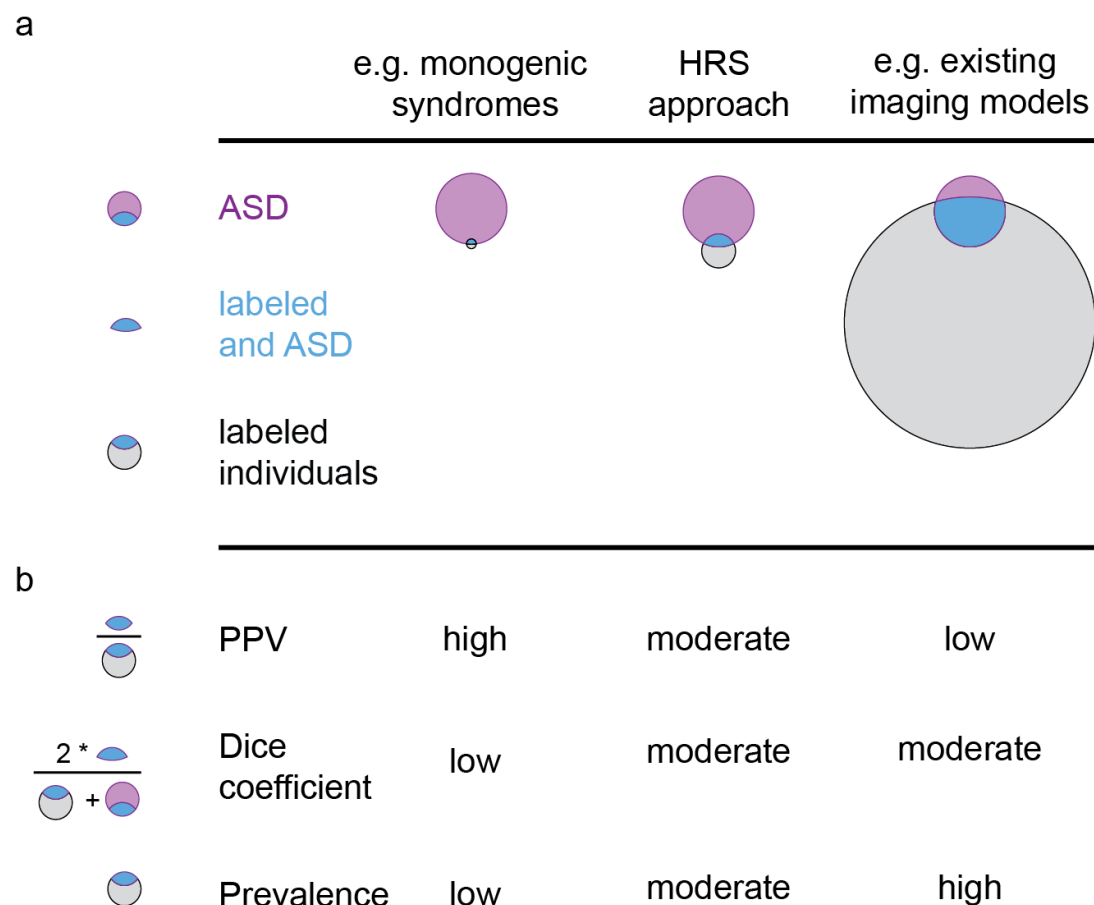 a
e.g. monogenic
syndromes
HRS
approach
e.g. existing
imaging models
ASD
labeled
and ASD
labeled
individuals
b
PPV high moderate low
2 *
+
Dice
coefficient
low moderate moderate
Prevalence low moderate high